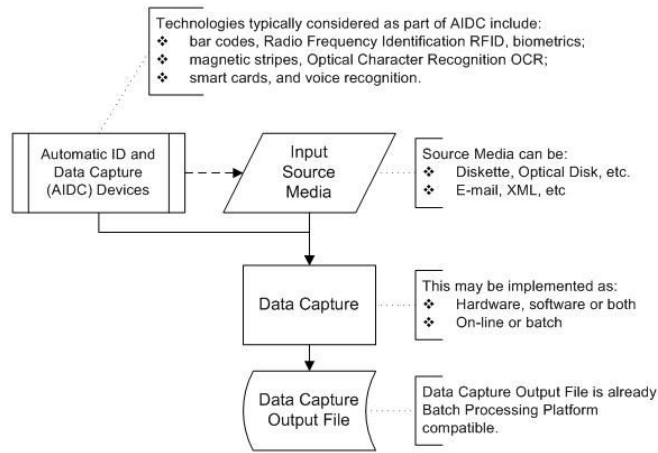 Technologies typically considered as part of AIDC include:
❖ bar codes, Radio Frequency Identification RFID, biometrics;
❖ magnetic stripes, Optical Character Recognition OCR;
❖ smart cards, and voice recognition.
Automatic ID and
Data Capture
(AIDC) Devices
Input
Source
Media
Source Media can be:
❖ Diskette, Optical Disk, etc.
❖ E-mail, XML, etc
Data Capture
This may be implemented as:
❖ Hardware, software or both
❖ On-line or batch
Data Capture
Output File
Data Capture Output File is already
Batch Processing Platform
compatible.